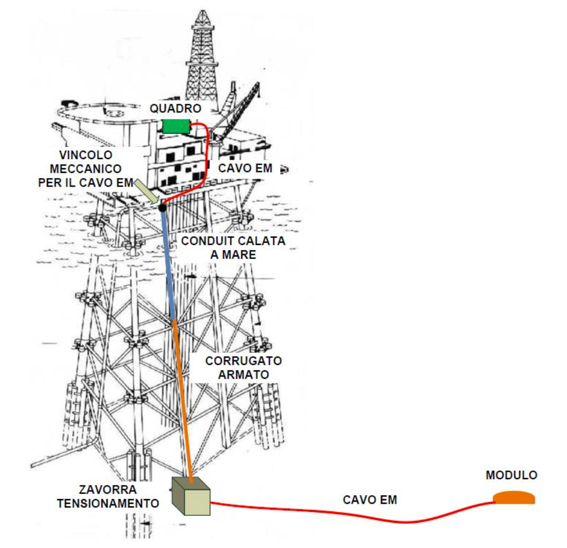 QUADRO
VINCOLO
MECCANICO
PER IL CAVO EM
CAVO EM
CONDUIT CALATA
A MARE
CORRUGATO
ARMATO
ZAVORRA
TENSIONAMENTO
CAVO EM
MODULO